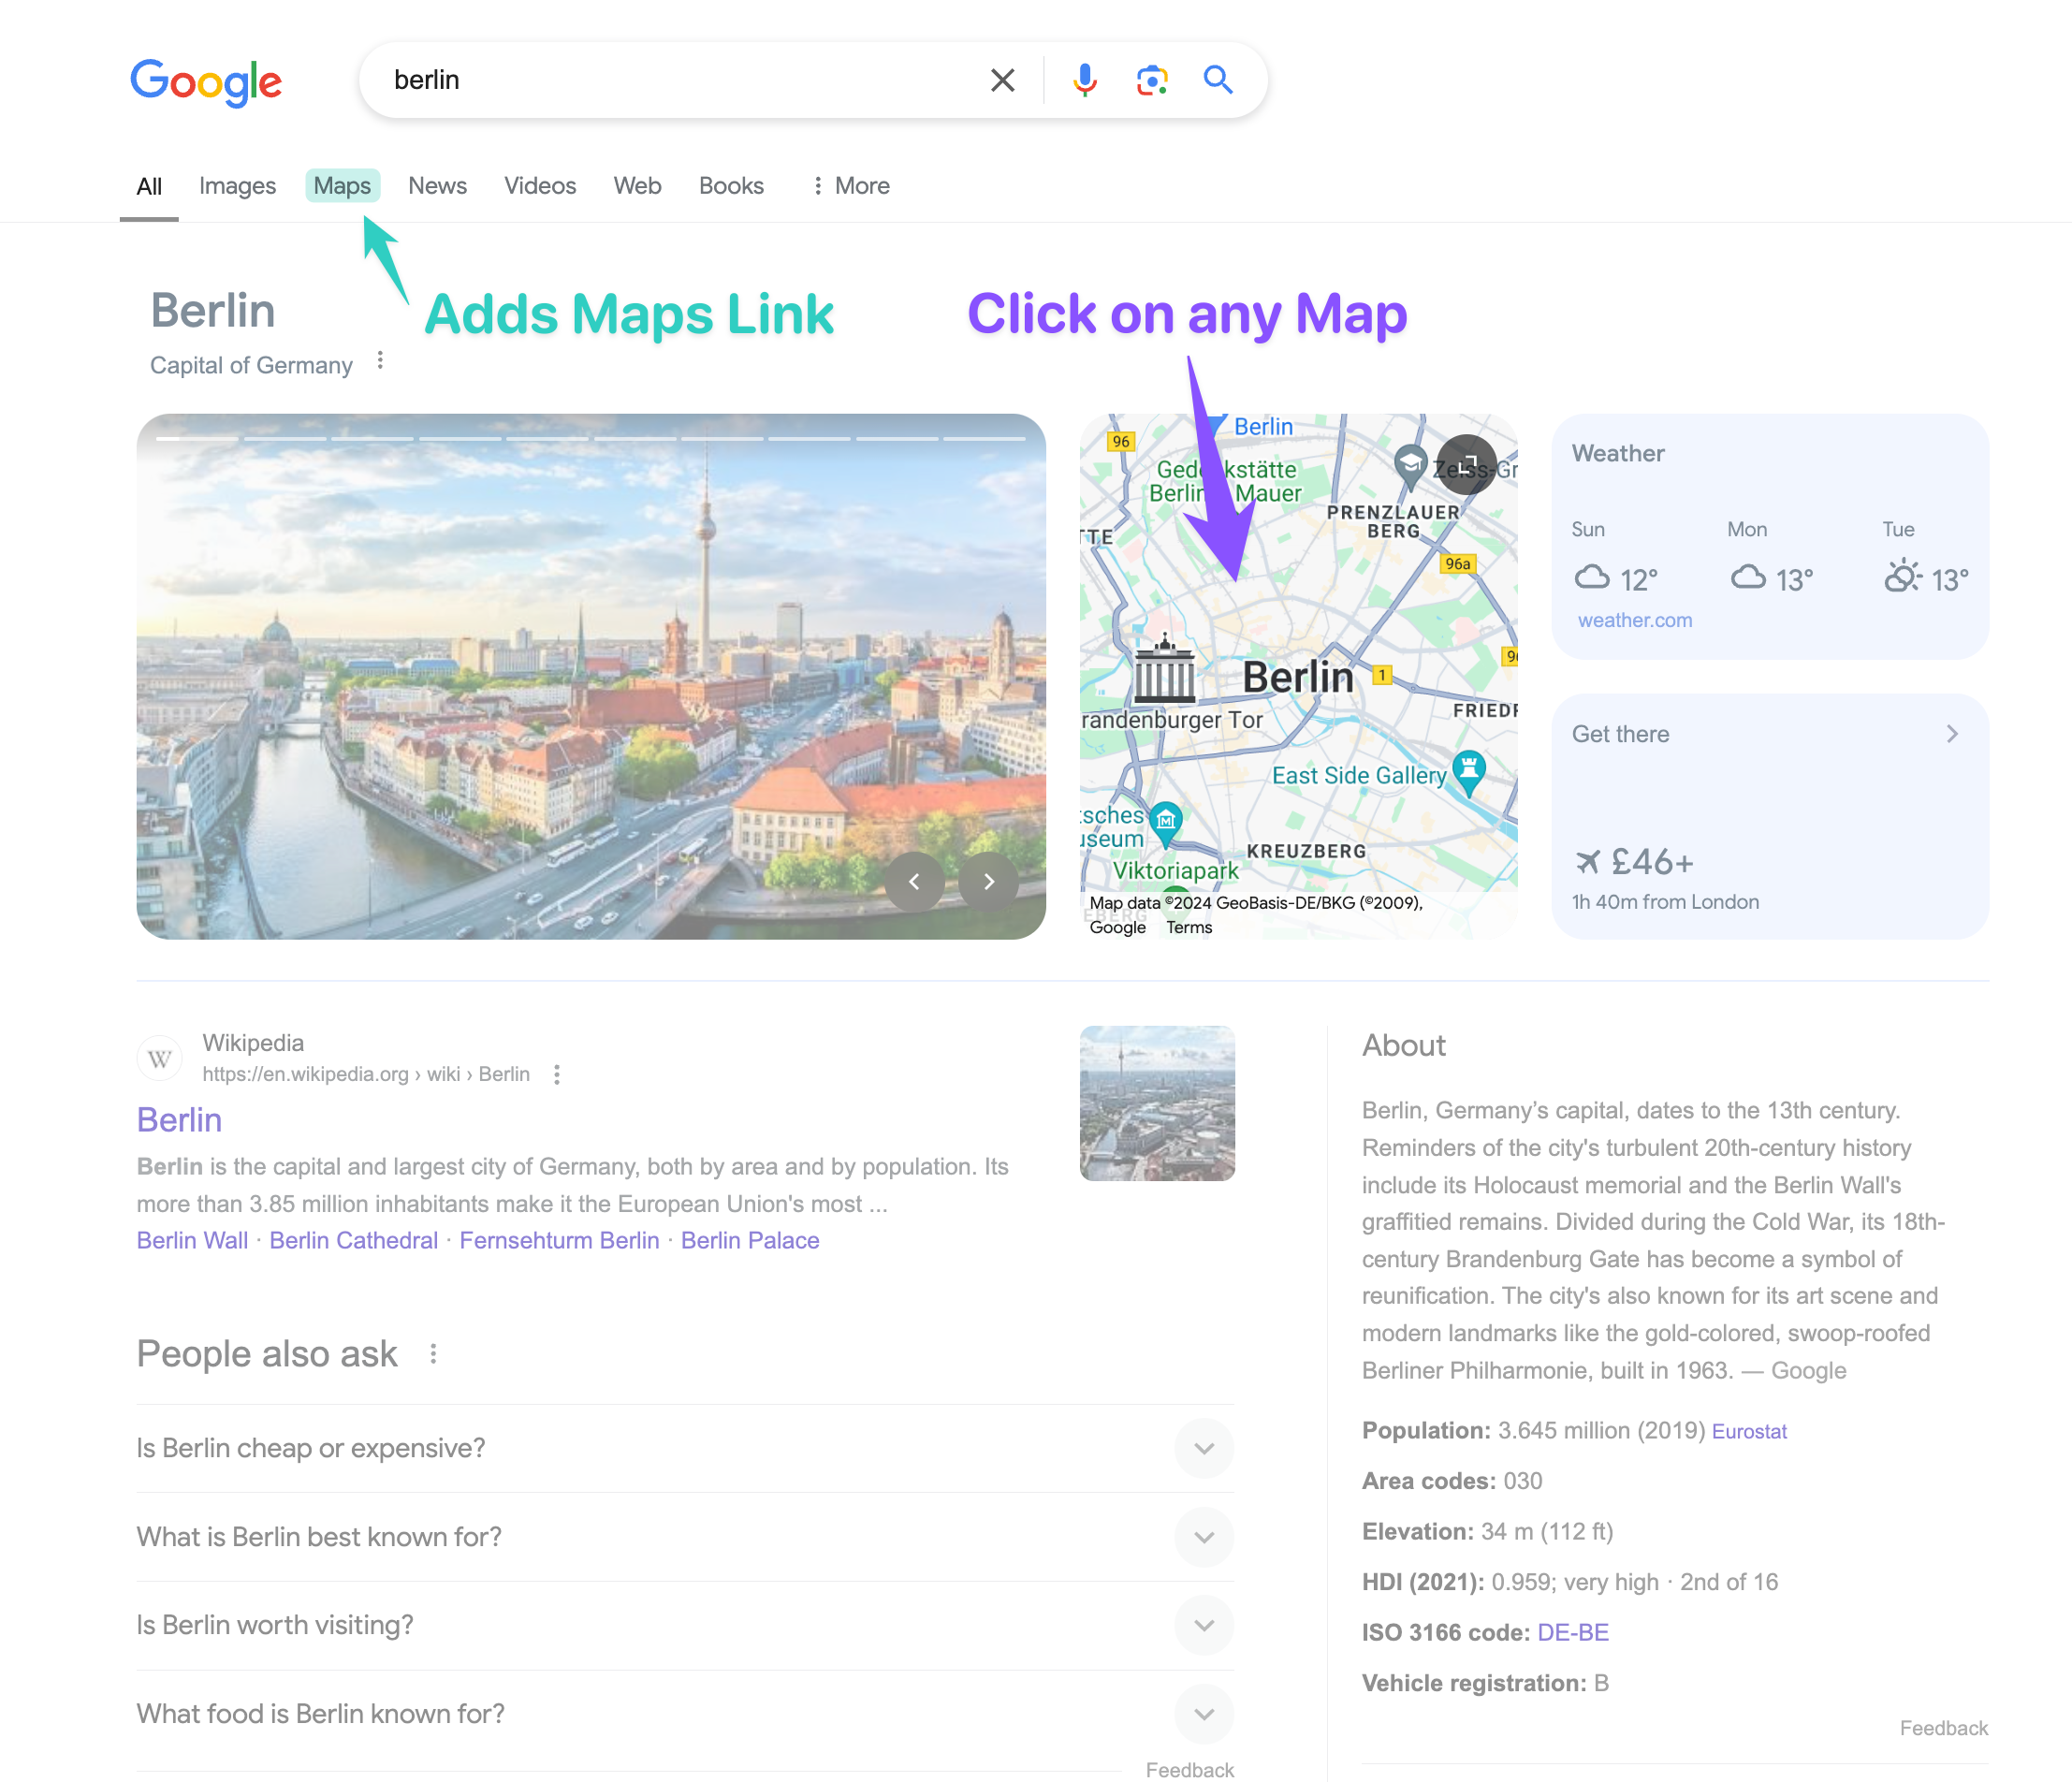 Google
berlin
All Images Maps News Videos Web Books More
Adds Maps Link
Click on any Map
Berlin
Capital of Germany
Berlin
96
Berlin Mauer
PRENZLAUER
BERG
96a
Berlin
1
FRIEDR
East Side Gallery
KREUZBERG
Viktoriapark
Map data ©2024 GeoBasis-DE/BKG (©2009),
Google Terms
Weather
Sun Mon Tue
12° 13° 13°
weather.com
Get there
£46+
1h 40m from London
W
Wikipedia
https://en.wikipedia.org › wiki › Berlin
Berlin
Berlin is the capital and largest city of Germany, both by area and by population. Its
more than 3.85 million inhabitants make it the European Union's most ...
Berlin Wall · Berlin Cathedral · Fernsehturm Berlin · Berlin Palace
People also ask
Is Berlin cheap or expensive?
What is Berlin best known for?
Is Berlin worth visiting?
What food is Berlin known for?
Feedback
About
Berlin, Germany’s capital, dates to the 13th century.
Reminders of the city's turbulent 20th-century history
include its Holocaust memorial and the Berlin Wall's
graffitied remains. Divided during the Cold War, its 18th-
century Brandenburg Gate has become a symbol of
reunification. The city's also known for its art scene and
modern landmarks like the gold-colored, swoop-roofed
Berliner Philharmonie, built in 1963. — Google
Population: 3.645 million (2019) Eurostat
Area codes: 030
Elevation: 34 m (112 ft)
HDI (2021): 0.959; very high · 2nd of 16
ISO 3166 code: DE-BE
Vehicle registration: B
Feedback